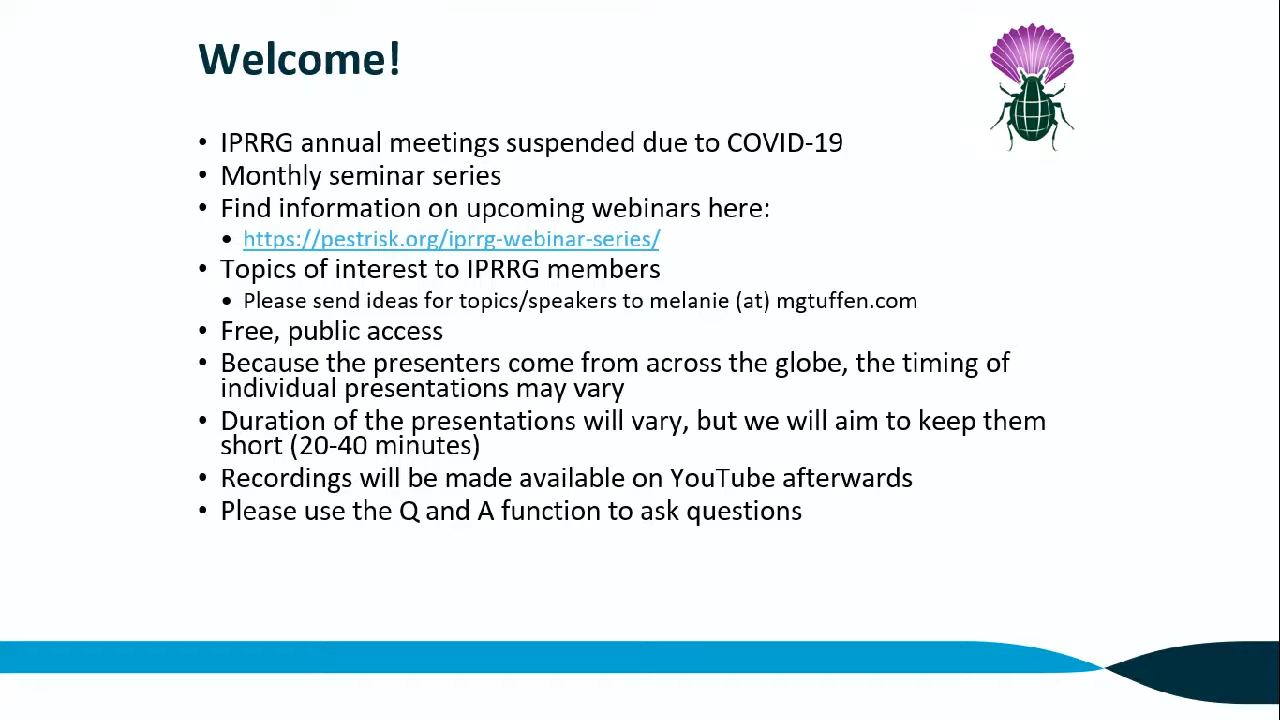 Welcome!
• IPRRG annual meetings suspended due to COVID-19
• Monthly seminar series
• Find information on upcoming webinars here:
• https://pestrisk.org/iprrg-webinar-series/
• Topics of interest to IPRRG members
• Please send ideas for topics/speakers to melanie (at) mgtuffen.com
• Free, public access
• Because the presenters come from across the globe, the timing of
individual presentations may vary
• Duration of the presentations will vary, but we will aim to keep them
short (20-40 minutes)
• Recordings will be made available on YouTube afterwards
• Please use the Q and A function to ask questions